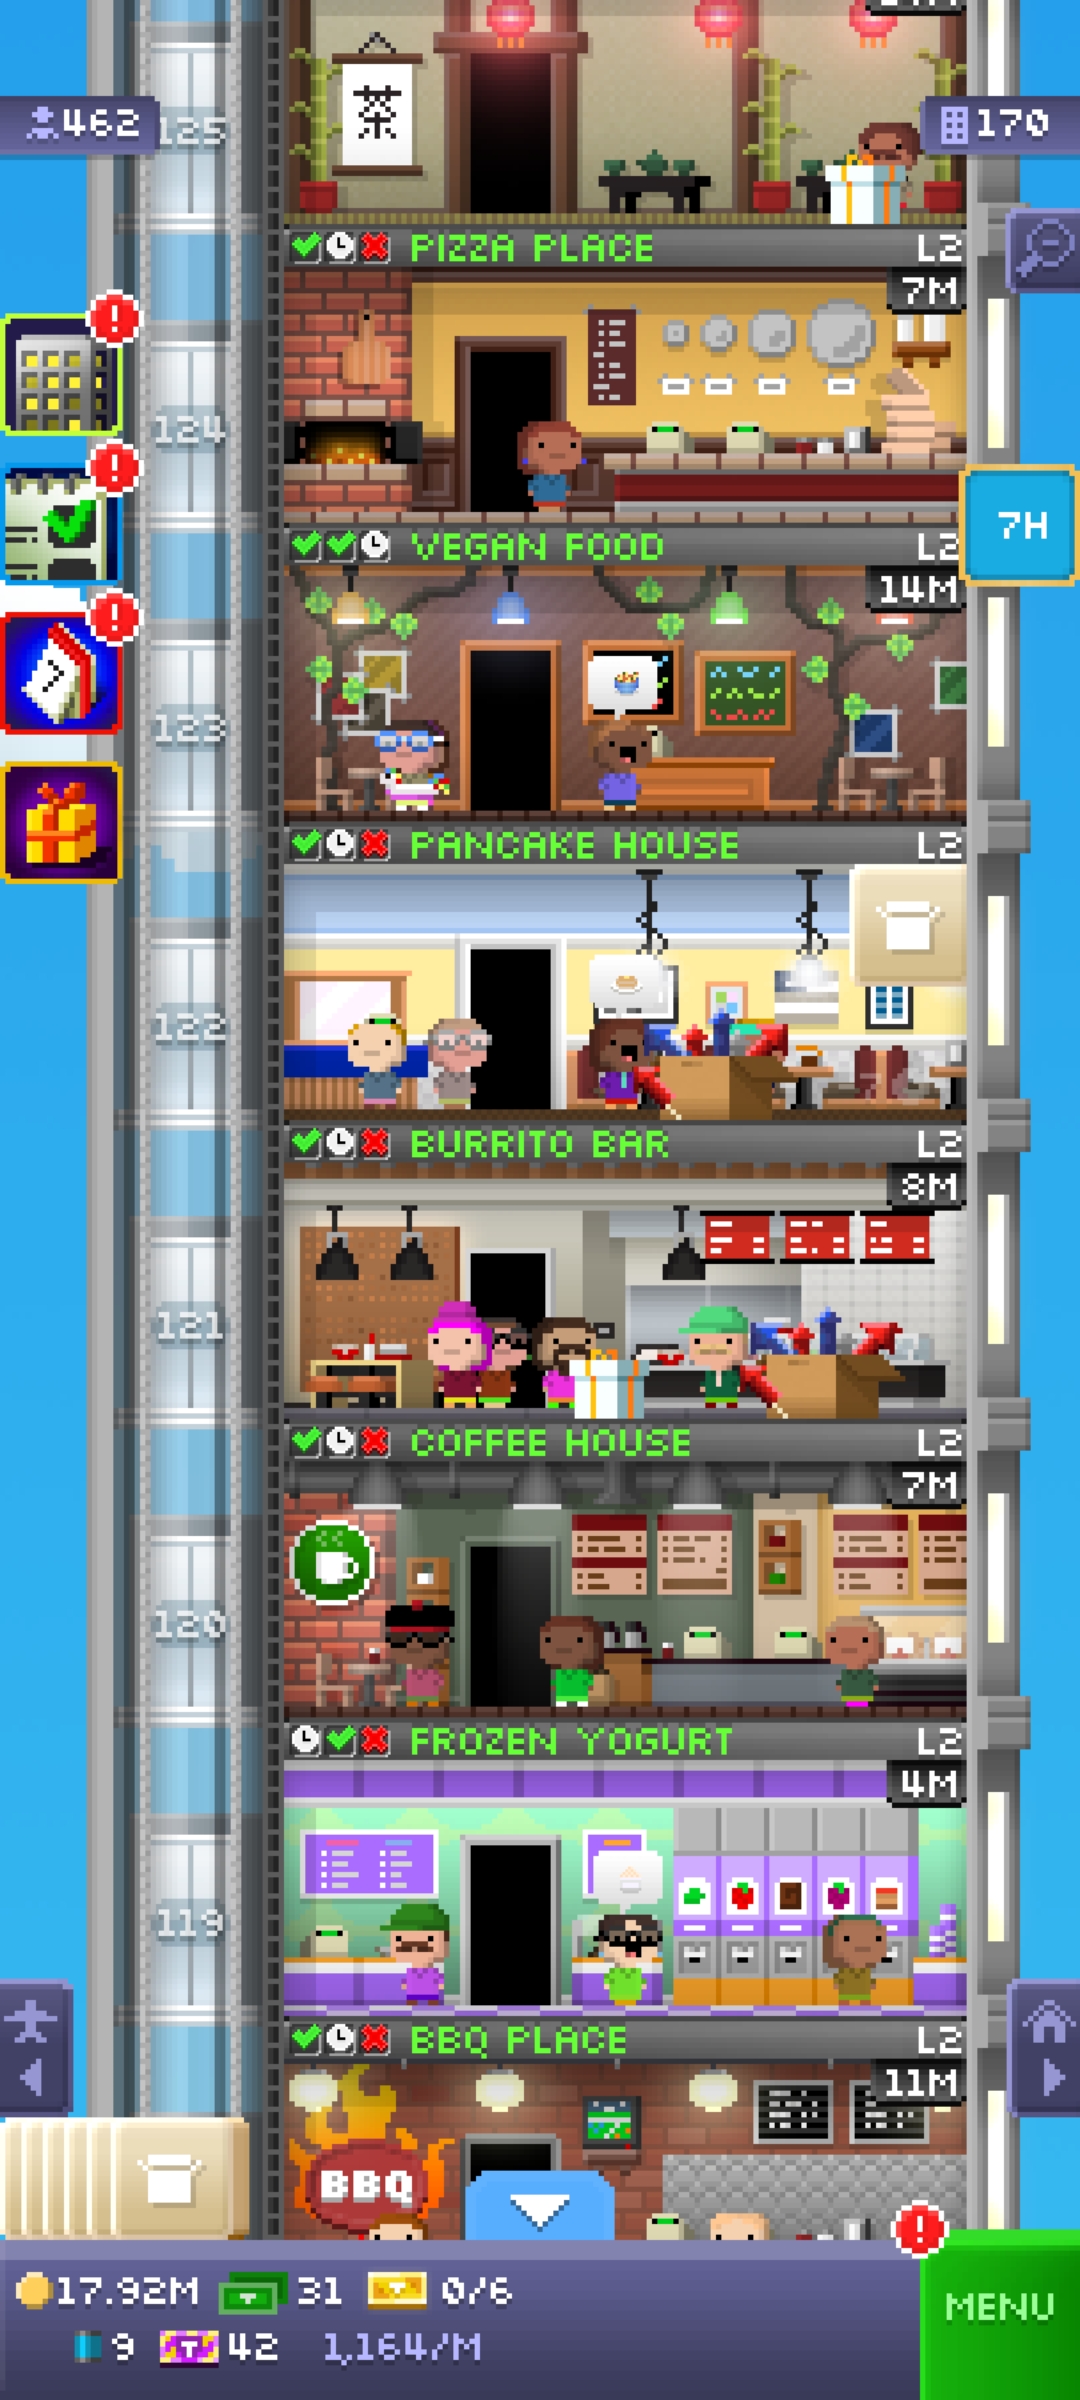 462
125
170
茶
PIZZA PLACE L2
7M
124
7H
VEGAN FOOD L2
14M
123
PANCAKE HOUSE L2
122
BURRITO BAR L2
8M
121
COFFEE HOUSE L2
7M
120
FROZEN YOGURT L2
4M
119
BBQ PLACE L2
11M
BBQ
17.92M 31 0/6
MENU
9 T 42 1,164/M